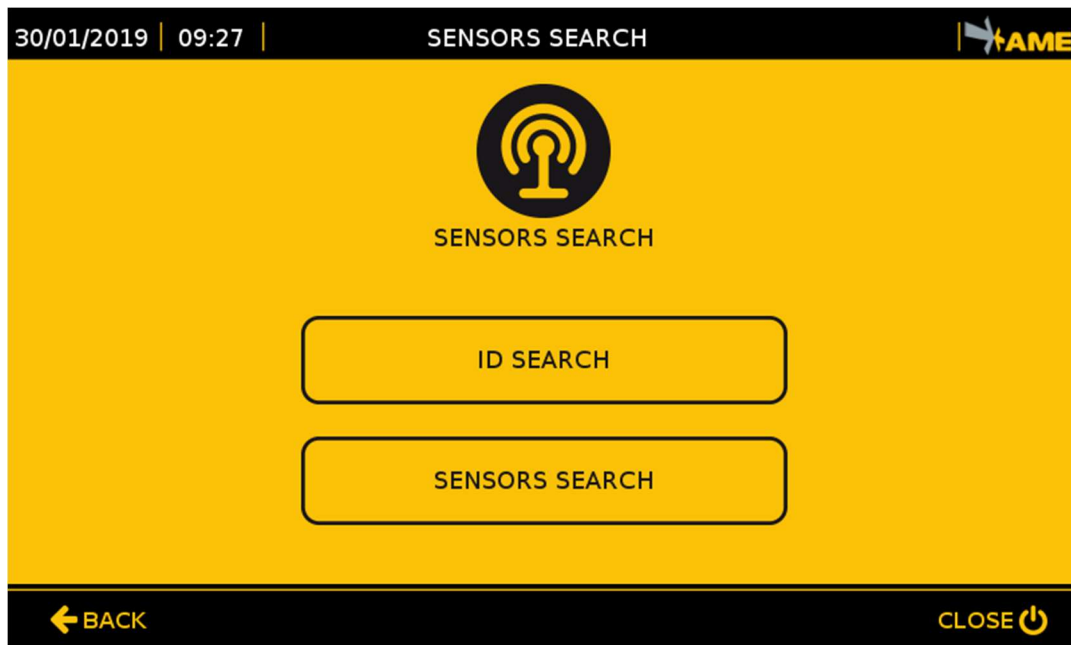 30/01/2019 09:27 SENSORS SEARCH AME
SENSORS SEARCH
ID SEARCH
SENSORS SEARCH
BACK CLOSE